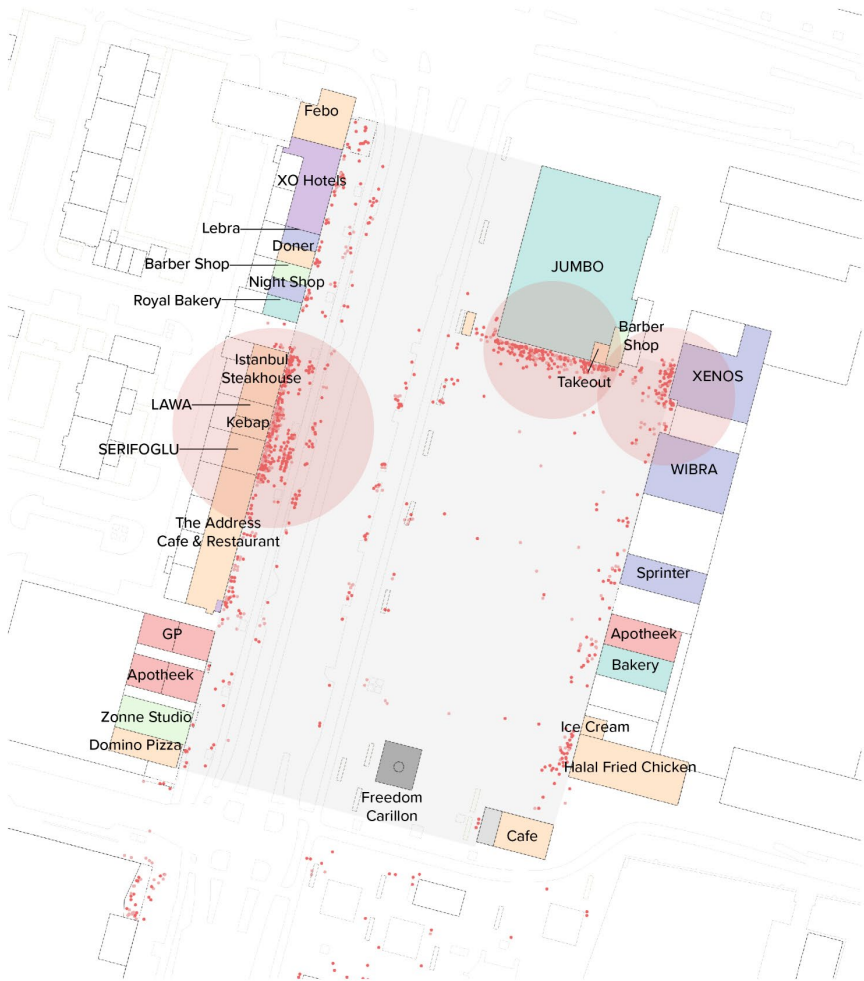 Febo
XO Hotels
Lebra
Doner
Barber Shop
Night Shop
Royal Bakery
Istanbul
Steakhouse
LAWA
Kebap
SERIFOGLU
The Address
Cafe & Restaurant
GP
Apotheek
Zonne Studio
Domino Pizza
JUMBO
Barber
Shop
Takeout
XENOS
WIBRA
Sprinter
Apotheek
Bakery
Ice Cream
Halal Fried Chicken
Freedom
Carillon
Cafe